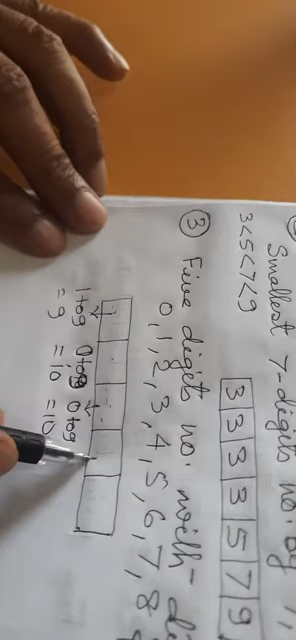 Smallest 7-digits no. by
3<5<7<9
3 3 3 3 5 7 9
③ Five digits no. with
0,1,2,3,4,5,6,7,8
1 to 9 0 to 9 0 to 9
=9 =10 =10